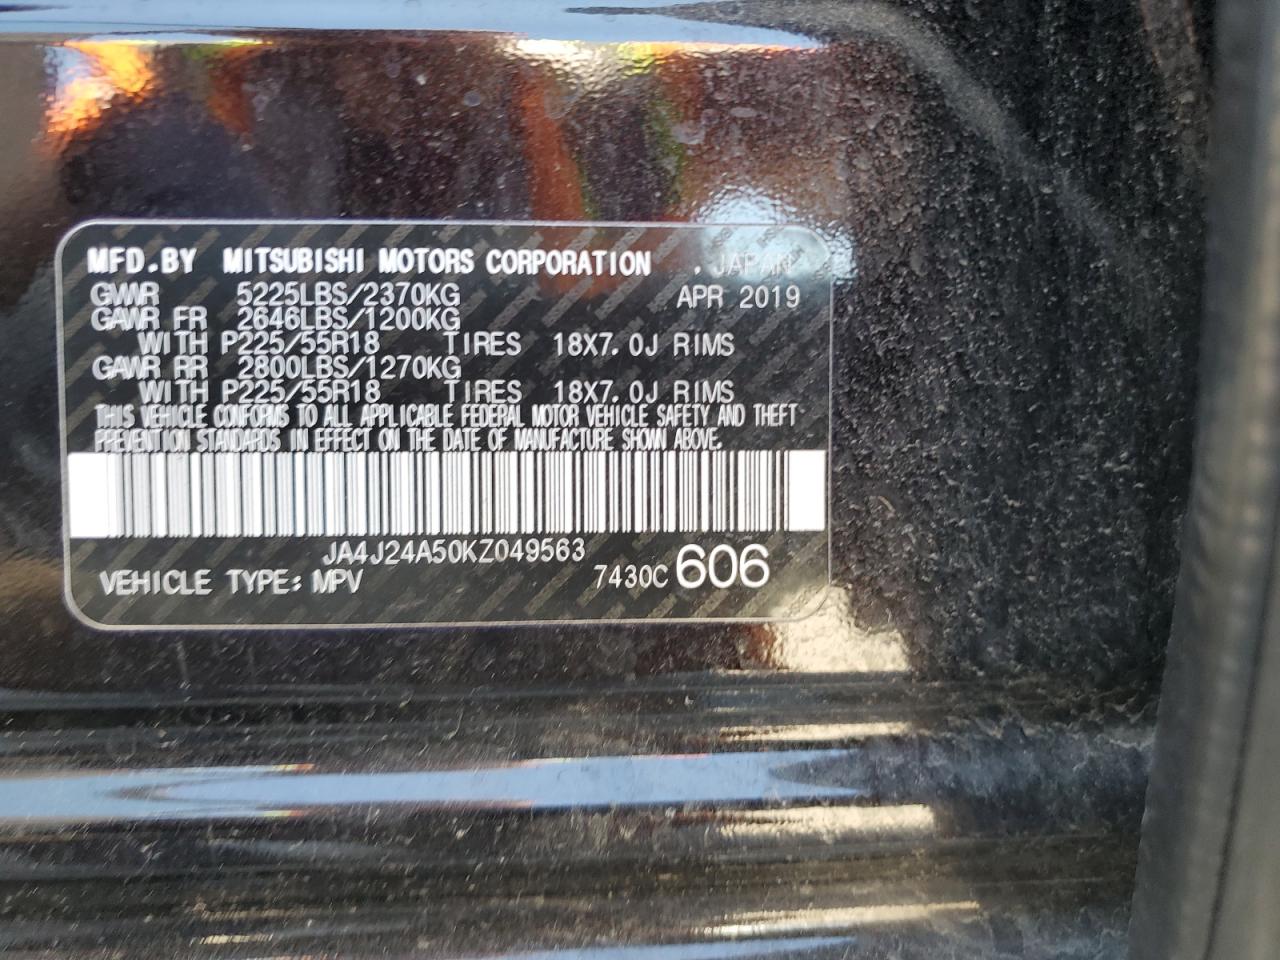 MFD.BY MITSUBISHI MOTORS CORPORATION , JAPAN
GVWR 5225LBS/2370KG APR 2019
GAWR FR 2646LBS/1200KG
WITH P225/55R18 TIRES 18X7.0J RIMS
GAWR RR 2800LBS/1270KG
WITH P225/55R18 TIRES 18X7.0J RIMS
THIS VEHICLE CONFORMS TO ALL APPLICABLE FEDERAL MOTOR VEHICLE SAFETY AND THEFT
PREVENTION STANDARDS IN EFFECT ON THE DATE OF MANUFACTURE SHOWN ABOVE.
JA4J24A50KZ049563
VEHICLE TYPE: MPV 7430C 606